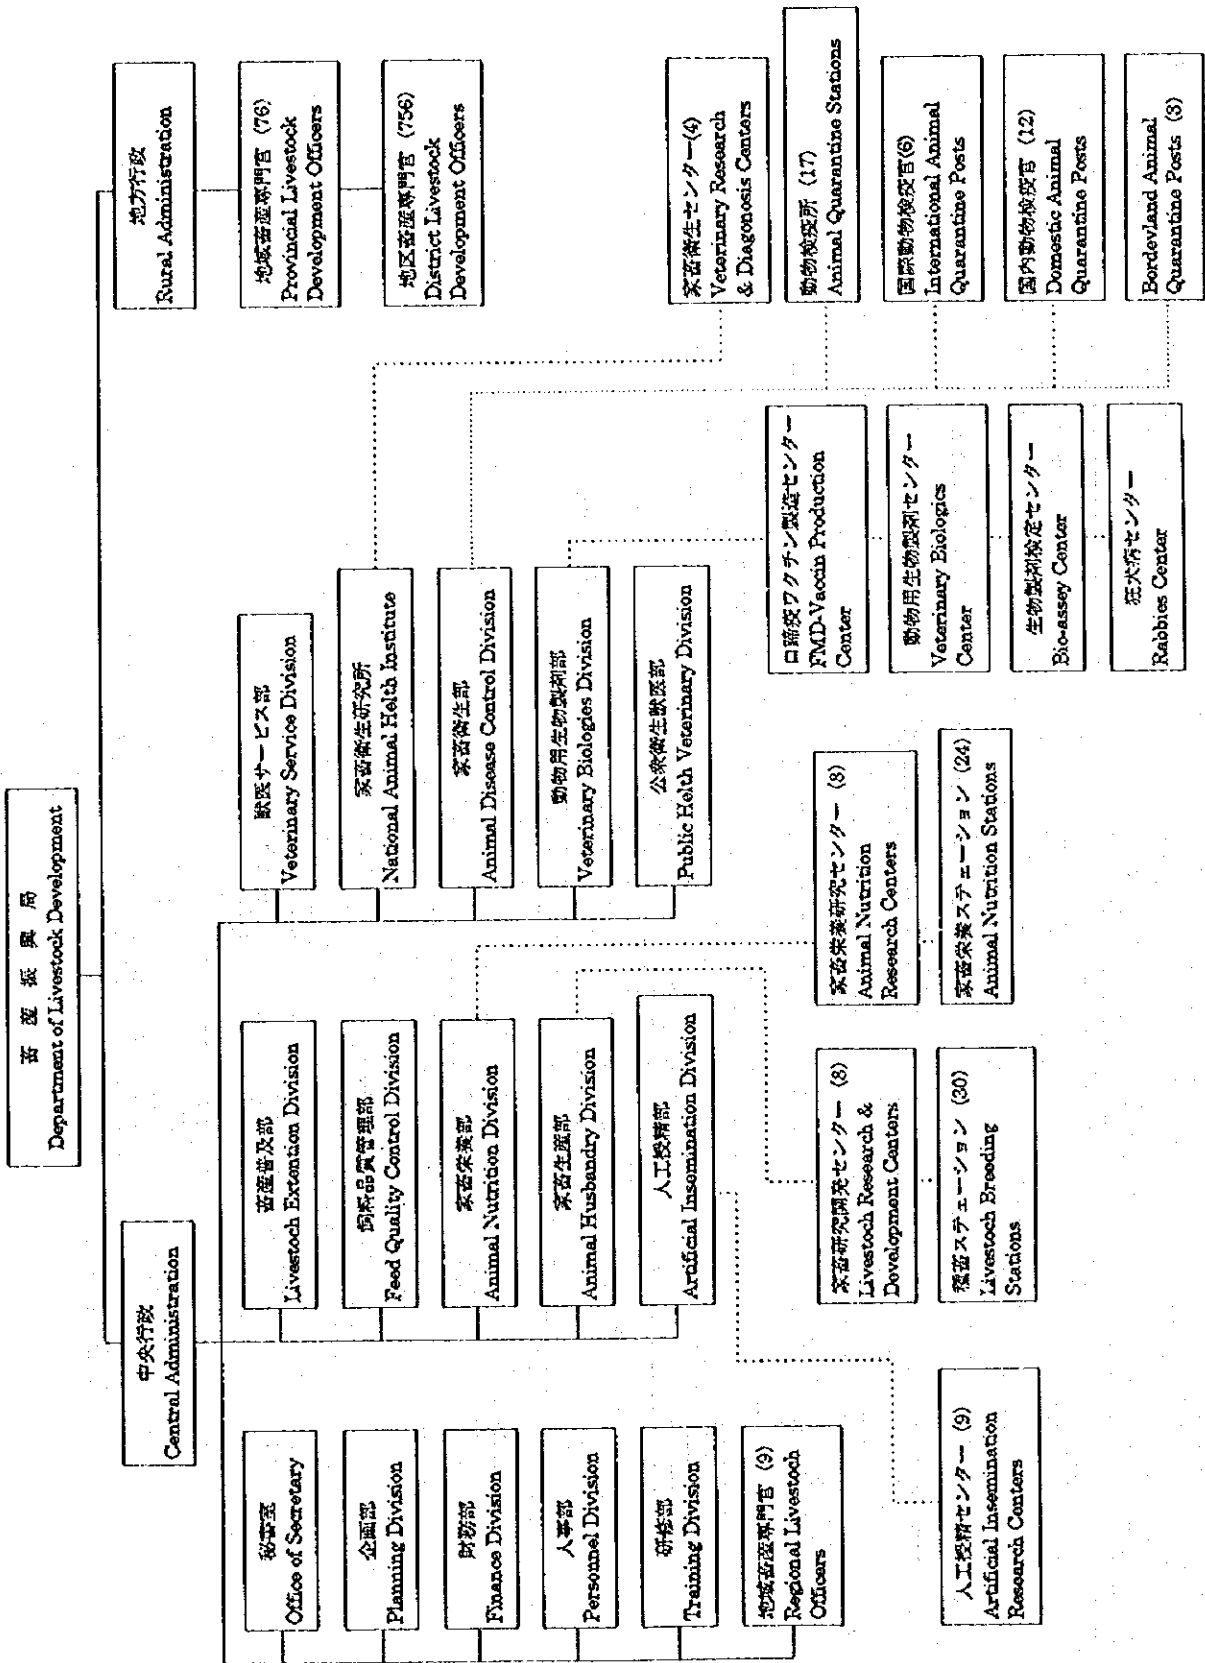 畜産振興局
Department of Livestock Development
中央行政
Central Administration
地方行政
Rural Administration
地域畜産専門官 (76)
Provincial Livestock
Development Officers
地区畜産専門官 (756)
District Livestock
Development Officers
秘書室
Office of Secretary
企画部
Planning Division
財務部
Finance Division
人事部
Personnel Division
研修部
Training Division
地域畜産専門官 (9)
Regional Livestoch
Officers
畜産普及部
Livestoch Extention Division
飼料品質管理部
Feed Quality Control Division
家畜栄養部
Animal Nutrition Division
家畜生産部
Animal Husbandry Division
人工授精部
Artificial Insemination Division
獣医サービス部
Veterinary Service Division
家畜衛生研究所
National Animal Helth Institute
家畜衛生部
Animal Disease Control Division
動物用生物製剤部
Veterinary Biologies Division
公衆衛生獣医部
Public Helth Veterinary Division
人工授精センター (9)
Artificial Insemination
Research Centers
家畜研究開発センター (8)
Livestoch Research &
Development Centers
種畜ステェーション (30)
Livestoch Breeding
Stations
家畜栄養研究センター (8)
Animal Nutrition
Research Centers
家畜栄養ステェーション (24)
Animal Nutrition Stations
口蹄疫ワクチン製造センター
FMD-Vaccin Production
Center
動物用生物製剤センター
Veterinary Biologics
Center
生物製剤検定センター
Bio-assey Center
狂犬病センター
Rabbies Center
家畜衛生センター(4)
Veterinary Research
& Diagonosis Centers
動物検疫所 (17)
Animal Quarantine Stations
国際動物検疫官(6)
International Animal
Quarantine Posts
国内動物検疫官 (12)
Domestic Animal
Quarantine Posts
Bordevland Animal
Quarantine Posts (3)